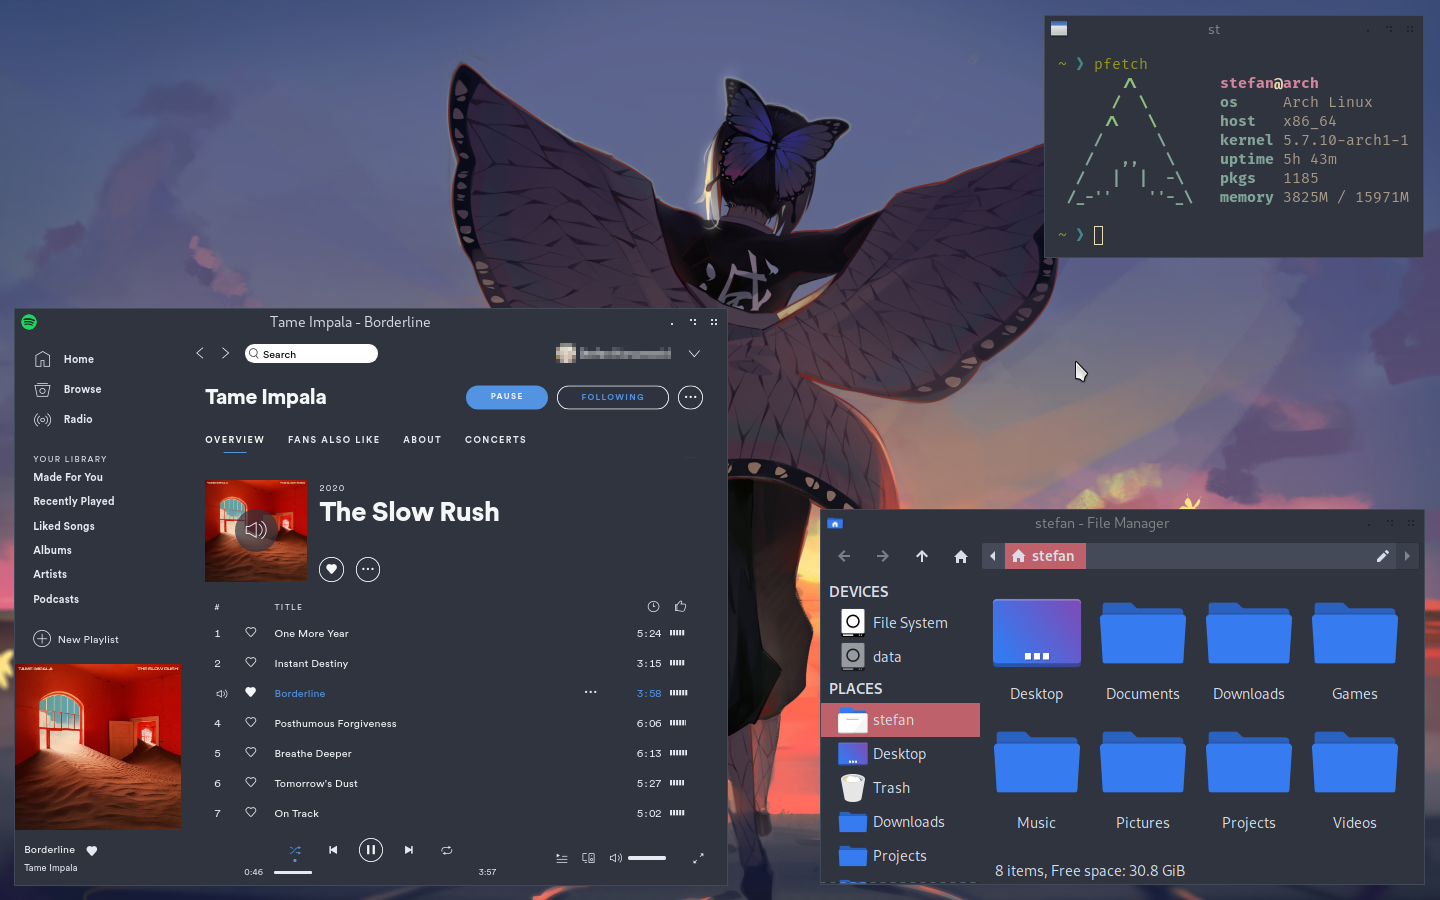 st
~ ❯ pfetch
stefan@arch
os Arch Linux
host x86_64
kernel 5.7.10-arch1-1
uptime 5h 43m
pkgs 1185
memory 3825M / 15971M
~ ❯
Tame Impala - Borderline
Home
Browse
Radio
YOUR LIBRARY
Made For You
Recently Played
Liked Songs
Albums
Artists
Podcasts
New Playlist
TAME IMPALA THE SLOW RUSH
Borderline
Tame Impala
Search
Tame Impala
PAUSE
FOLLOWING
OVERVIEW FANS ALSO LIKE ABOUT CONCERTS
2020
The Slow Rush
# TITLE
1 One More Year 5:24
2 Instant Destiny 3:15
Borderline 3:58
4 Posthumous Forgiveness 6:06
5 Breathe Deeper 6:13
6 Tomorrow's Dust 5:27
7 On Track 5:02
0:46 3:57
stefan - File Manager
stefan
DEVICES
File System
data
PLACES
stefan
Desktop
Trash
Downloads
Projects
Desktop Documents Downloads Games
Music Pictures Projects Videos
8 items, Free space: 30.8 GiB